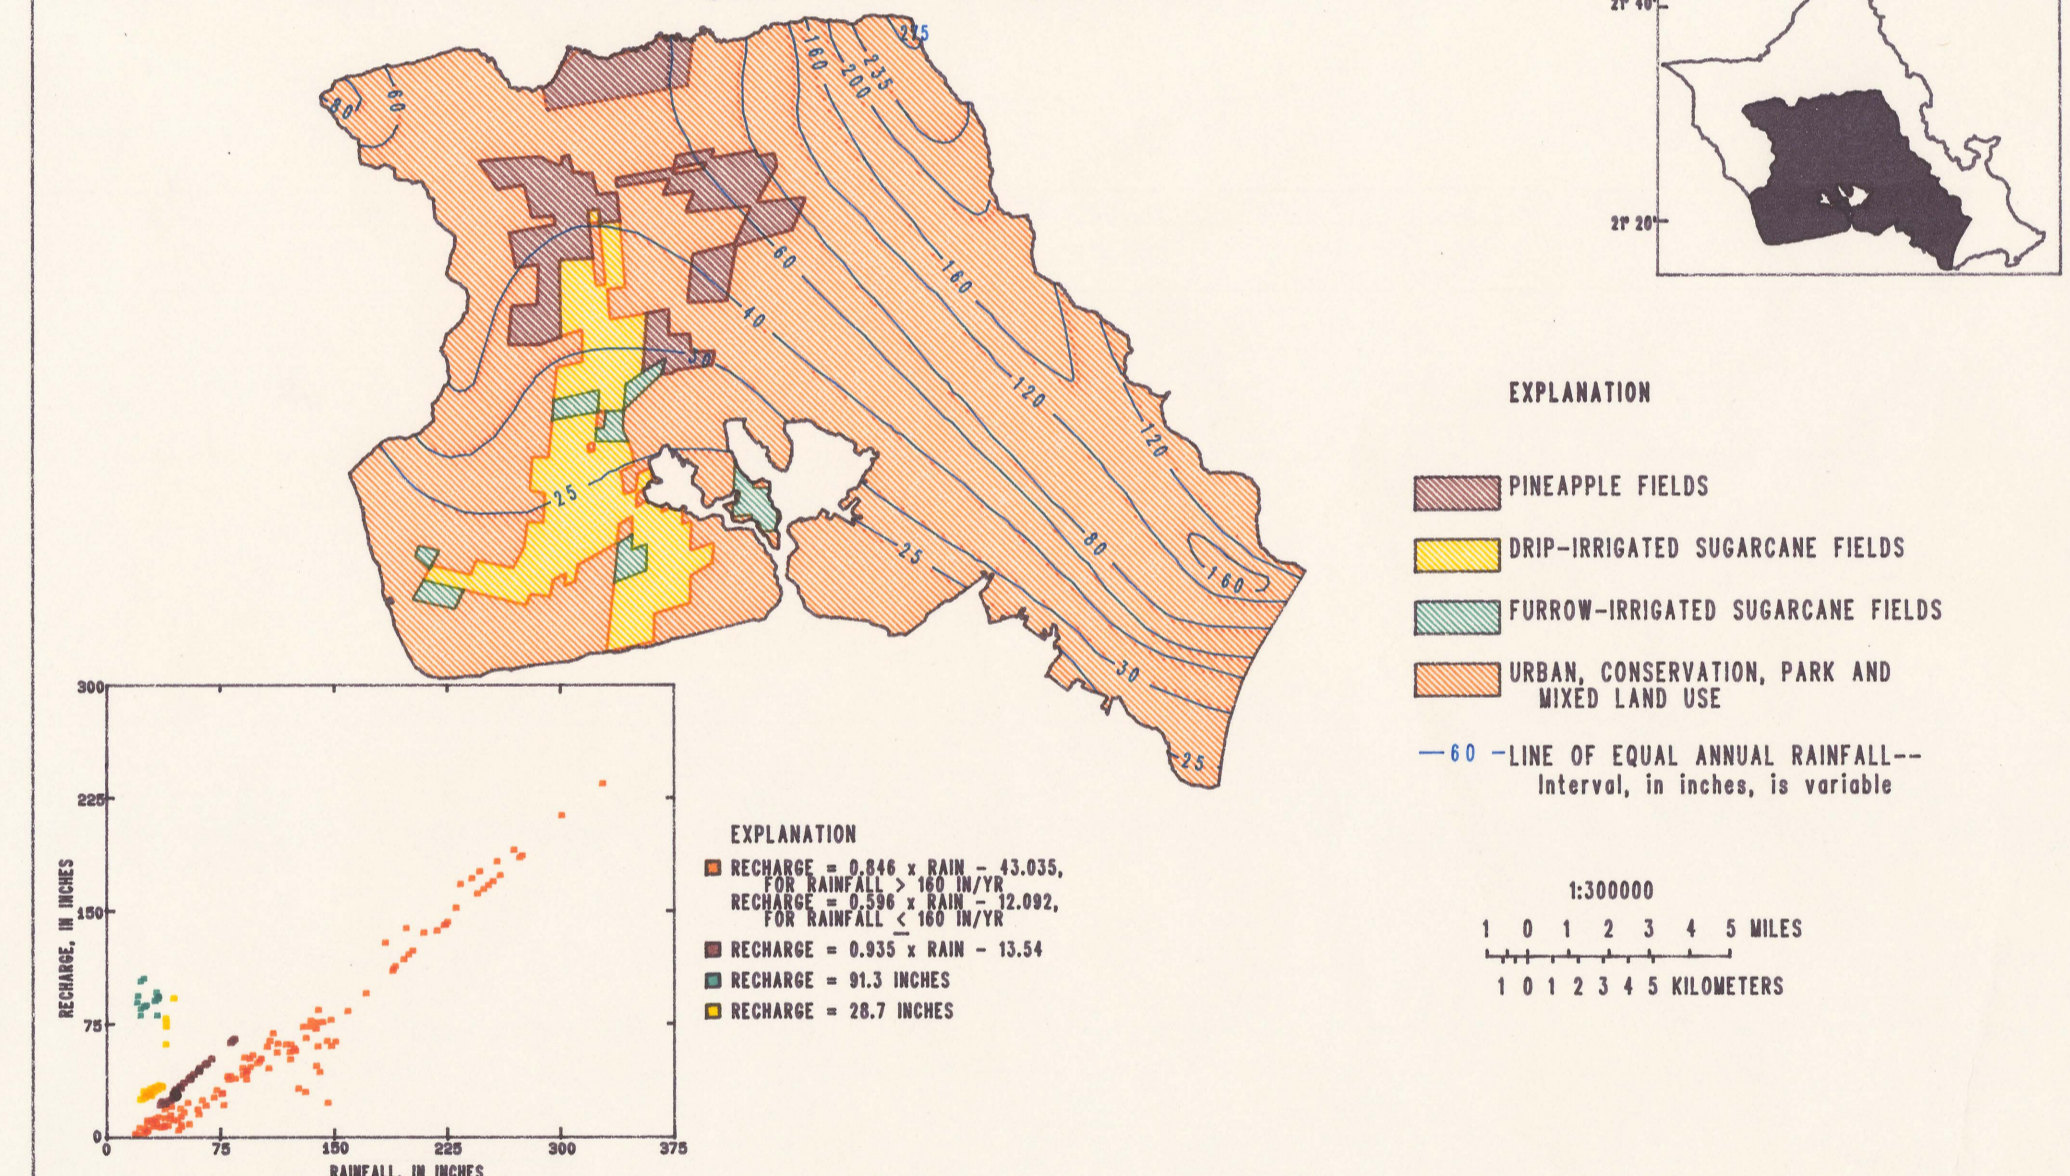 21° 40'
275
235
200
160
60
80
21° 20'
60
160
40
30
120
120
25
80
25
160
30
25
EXPLANATION
PINEAPPLE FIELDS
DRIP-IRRIGATED SUGARCANE FIELDS
FURROW-IRRIGATED SUGARCANE FIELDS
URBAN, CONSERVATION, PARK AND
MIXED LAND USE
—60— LINE OF EQUAL ANNUAL RAINFALL--
Interval, in inches, is variable
1:300000
1 0 1 2 3 4 5 MILES
1 0 1 2 3 4 5 KILOMETERS
300
225
150
75
0
RECHARGE, IN INCHES
0 75 150 225 300 375
RAINFALL, IN INCHES
EXPLANATION
RECHARGE = 0.846 x RAIN - 43.035,
FOR RAINFALL > 160 IN/YR
RECHARGE = 0.596 x RAIN - 12.092,
FOR RAINFALL ≤ 160 IN/YR
RECHARGE = 0.935 x RAIN - 13.54
RECHARGE = 91.3 INCHES
RECHARGE = 28.7 INCHES